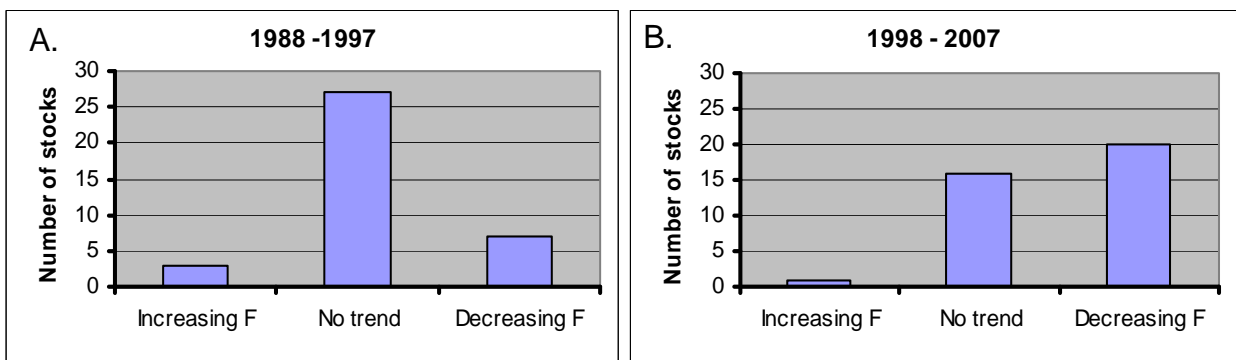 A.
1988 -1997
Number of stocks
30
25
20
15
10
5
0
Increasing F
No trend
Decreasing F
B.
1998 - 2007
Number of stocks
30
25
20
15
10
5
0
Increasing F
No trend
Decreasing F